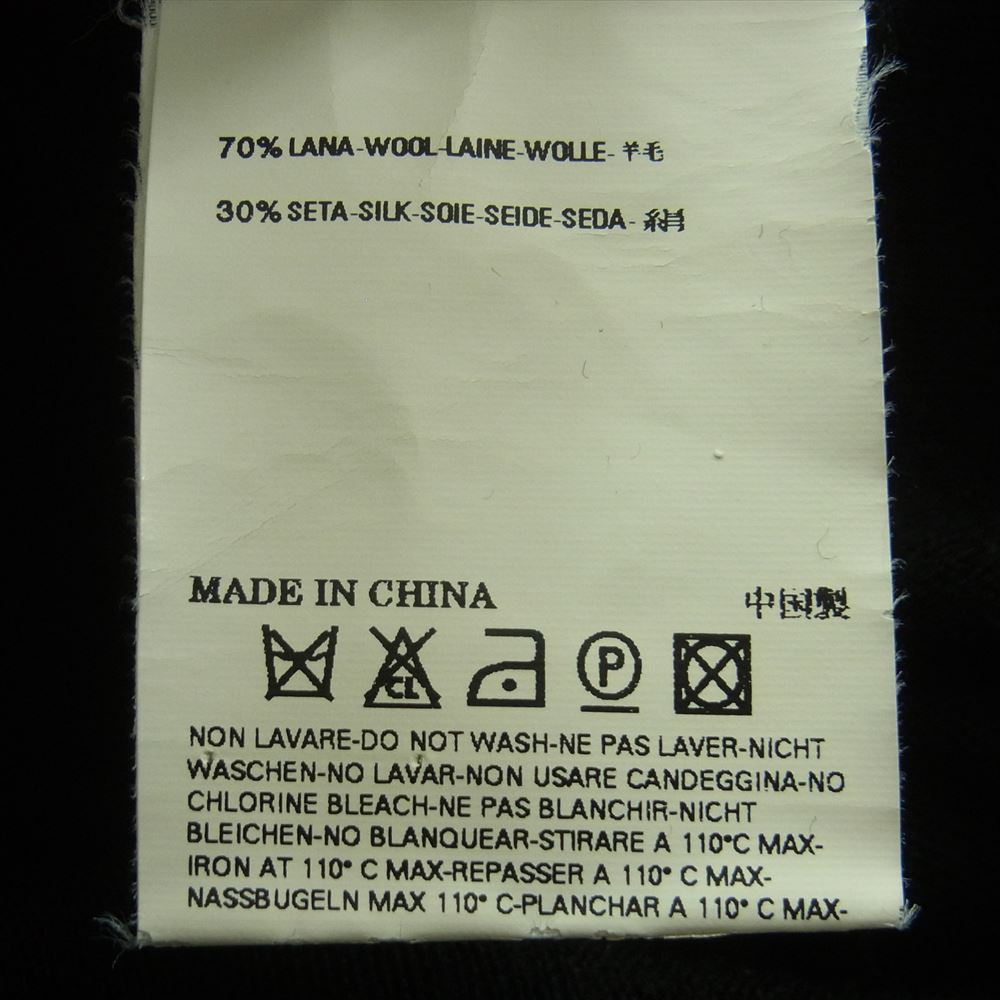 70% LANA-WOOL-LAINE-WOLLE- 羊毛
30% SETA-SILK-SOIE-SEIDE-SEDA- 絹
MADE IN CHINA 中国製
CL P
NON LAVARE-DO NOT WASH-NE PAS LAVER-NICHT
WASCHEN-NO LAVAR-NON USARE CANDEGGINA-NO
CHLORINE BLEACH-NE PAS BLANCHIR-NICHT
BLEICHEN-NO BLANQUEAR-STIRARE A 110°C MAX-
IRON AT 110° C MAX-REPASSER A 110° C MAX-
NASSBUGELN MAX 110° C-PLANCHAR A 110° C MAX-